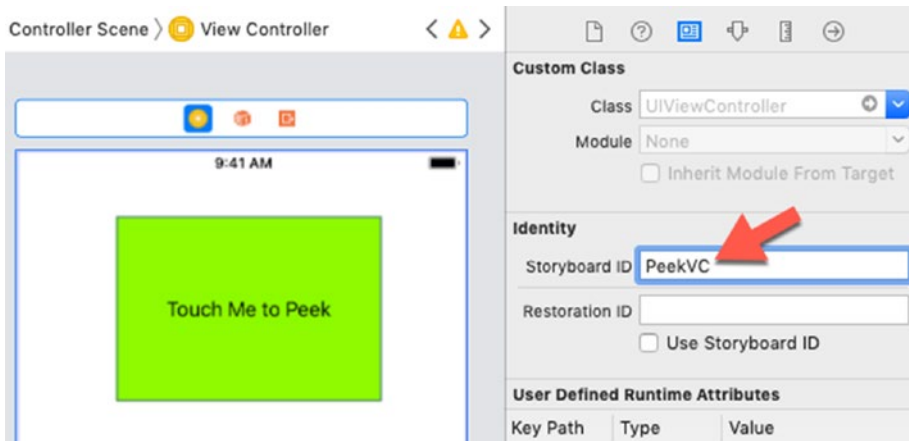 Controller Scene 〉 View Controller
Custom Class
Class UIViewController
Module None
Inherit Module From Target
9:41 AM
Touch Me to Peek
Identity
Storyboard ID PeekVC
Restoration ID
Use Storyboard ID
User Defined Runtime Attributes
Key Path Type Value